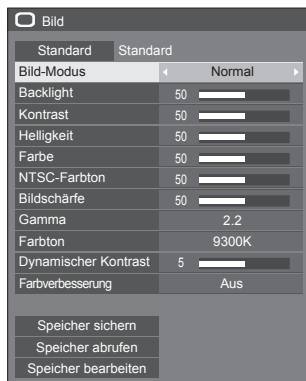 Bild
Standard Standard
Bild-Modus Normal
Backlight 50
Kontrast 50
Helligkeit 50
Farbe 50
NTSC-Farbton 50
Bildschärfe 50
Gamma 2.2
Farbton 9300K
Dynamischer Kontrast 5
Farbverbesserung Aus
Speicher sichern
Speicher abrufen
Speicher bearbeiten